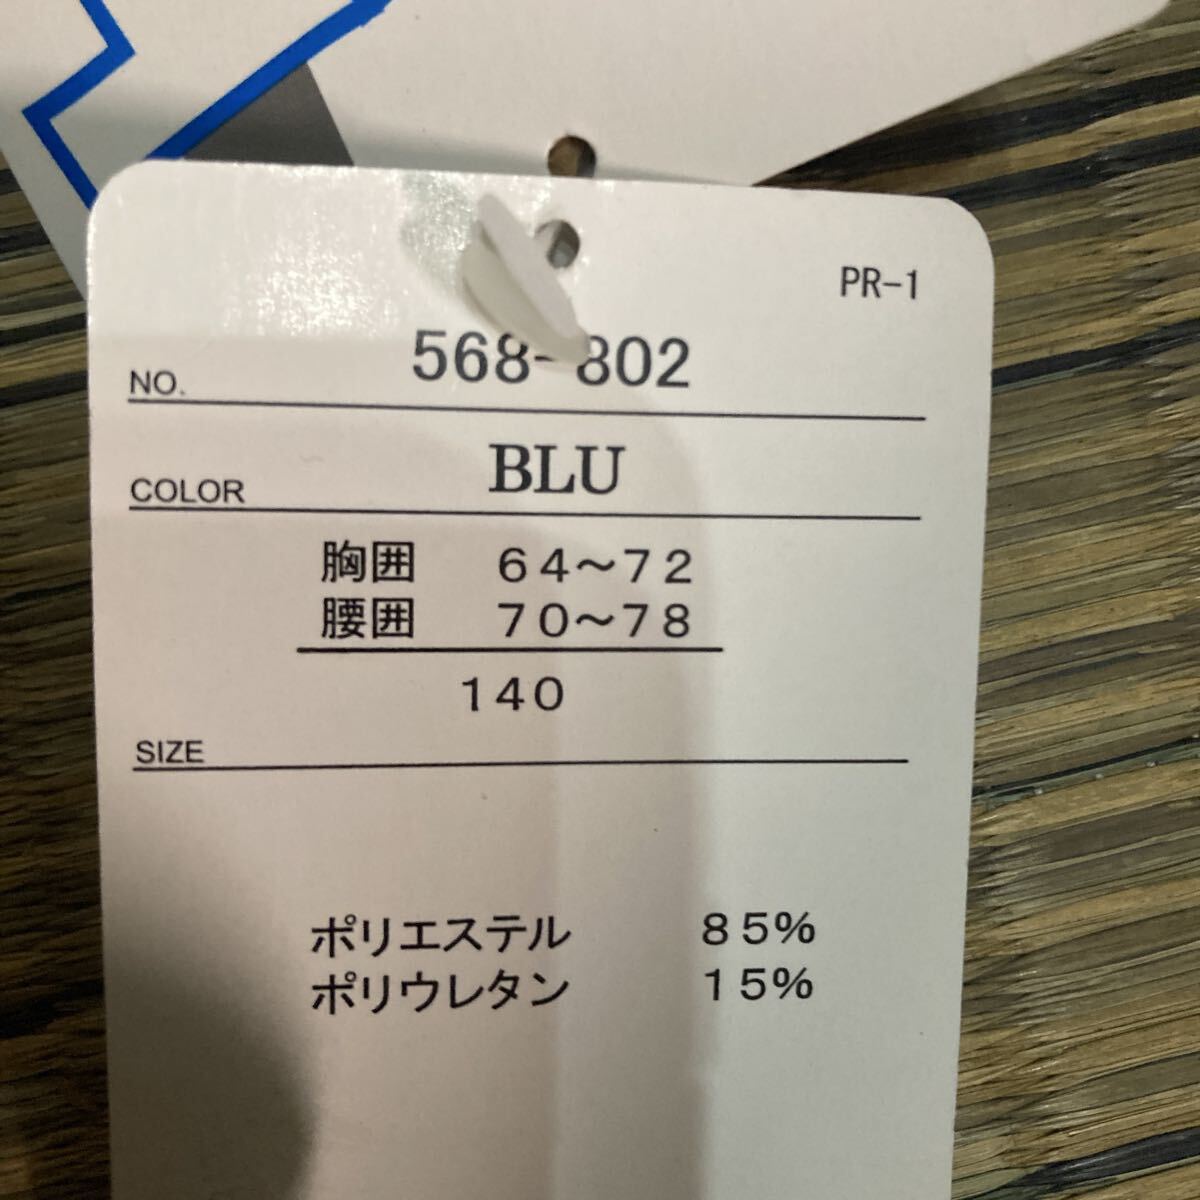 PR-1
NO. 568-802
COLOR BLU
胸囲 64〜72
腰囲 70〜78
140
SIZE
ポリエステル 85%
ポリウレタン 15%